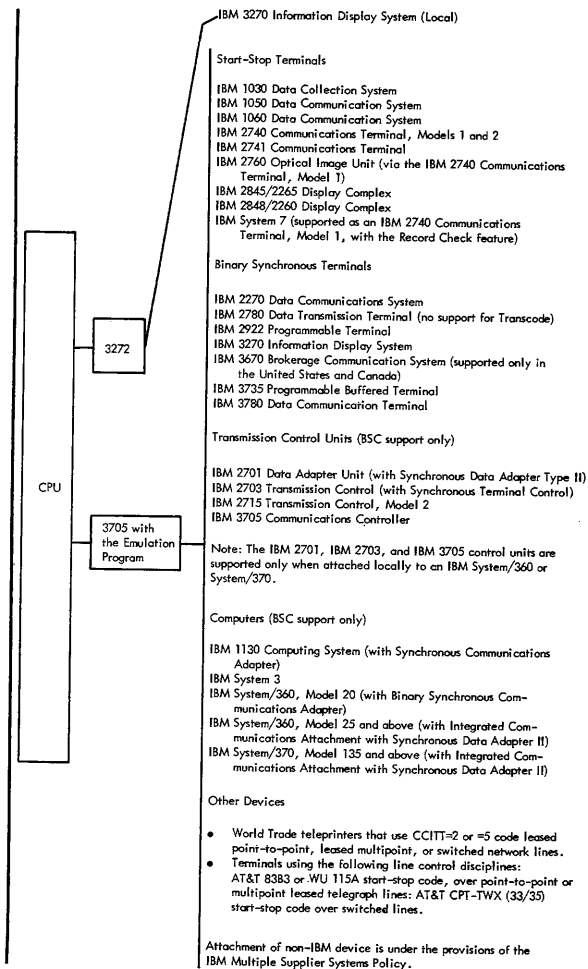 IBM 3270 Information Display System (Local)
Start-Stop Terminals
IBM 1030 Data Collection System
IBM 1050 Data Communication System
IBM 1060 Data Communication System
IBM 2740 Communications Terminal, Models 1 and 2
IBM 2741 Communications Terminal
IBM 2760 Optical Image Unit (via the IBM 2740 Communications
Terminal, Model 1)
IBM 2845/2265 Display Complex
IBM 2848/2260 Display Complex
IBM System 7 (supported as an IBM 2740 Communications
Terminal, Model 1, with the Record Check feature)
Binary Synchronous Terminals
IBM 2270 Data Communications System
IBM 2780 Data Transmission Terminal (no support for Transcode)
IBM 2922 Programmable Terminal
IBM 3270 Information Display System
IBM 3670 Brokerage Communication System (supported only in
the United States and Canada)
IBM 3735 Programmable Buffered Terminal
IBM 3780 Data Communication Terminal
3272
Transmission Control Units (BSC support only)
IBM 2701 Data Adapter Unit (with Synchronous Data Adapter Type II)
IBM 2703 Transmission Control (with Synchronous Terminal Control)
IBM 2715 Transmission Control, Model 2
IBM 3705 Communications Controller
CPU
3705 with
the Emulation
Program
Note: The IBM 2701, IBM 2703, and IBM 3705 control units are
supported only when attached locally to an IBM System/360 or
System/370.
Computers (BSC support only)
IBM 1130 Computing System (with Synchronous Communications
Adapter)
IBM System 3
IBM System/360, Model 20 (with Binary Synchronous Com-
munications Adapter)
IBM System/360, Model 25 and above (with Integrated Com-
munications Attachment with Synchronous Data Adapter II)
IBM System/370, Model 135 and above (with Integrated Com-
munications Attachment with Synchronous Data Adapter II)
Other Devices
• World Trade teleprinters that use CCITT=2 or =5 code leased
point-to-point, leased multipoint, or switched network lines.
• Terminals using the following line control disciplines:
AT&T 83B3 or WU 115A start-stop code, over point-to-point or
multipoint leased telegraph lines: AT&T CPT-TWX (33/35)
start-stop code over switched lines.
Attachment of non-IBM device is under the provisions of the
IBM Multiple Supplier Systems Policy.